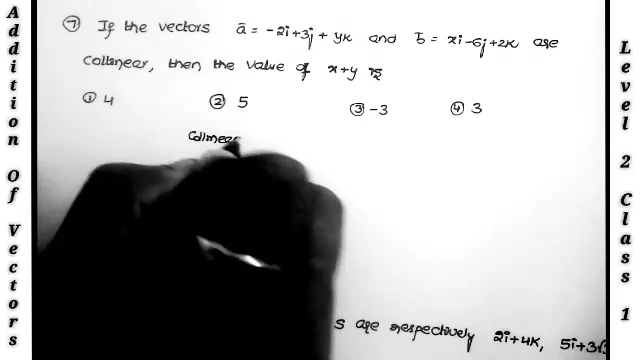 Addition Of Vectors
⑦ If the vectors ā = -2i+3j + yk and b̄ = xi-6j+2k are
collinear, then the value of x+y is
① 4 ② 5 ③ -3 ④ 3
collinear
s are respectively 2i+4k, 5i+3√3
Level 2 Class 1